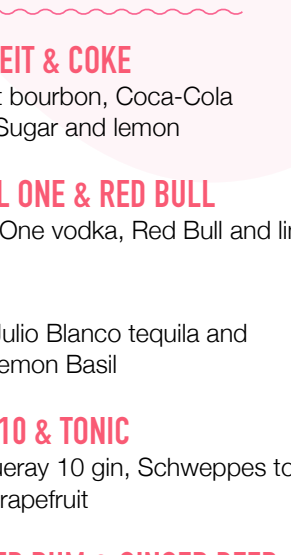 EIT & COKE
t bourbon, Coca-Cola
Sugar and lemon
L ONE & RED BULL
One vodka, Red Bull and
Julio Blanco tequila and
emon Basil
10 & TONIC
ueray 10 gin, Schweppes to
rapefruit